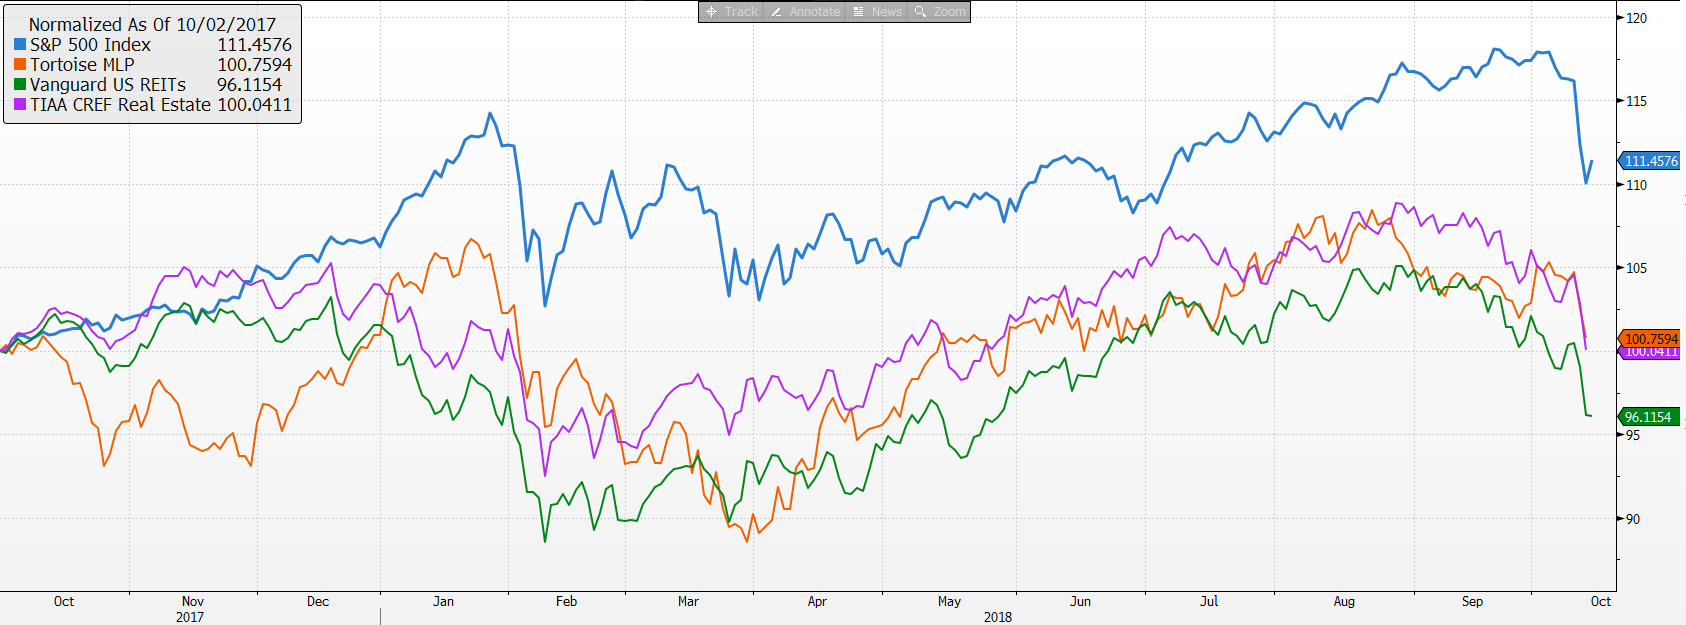 Track Annotate News Zoom
Normalized As Of 10/02/2017
S&P 500 Index 111.4576
Tortoise MLP 100.7594
Vanguard US REITs 96.1154
TIAA CREF Real Estate 100.0411
120
115
111.4576
110
105
100.7594
100.0411
96.1154
95
90
Oct Nov Dec Jan Feb Mar Apr May Jun Jul Aug Sep Oct
2017 2018